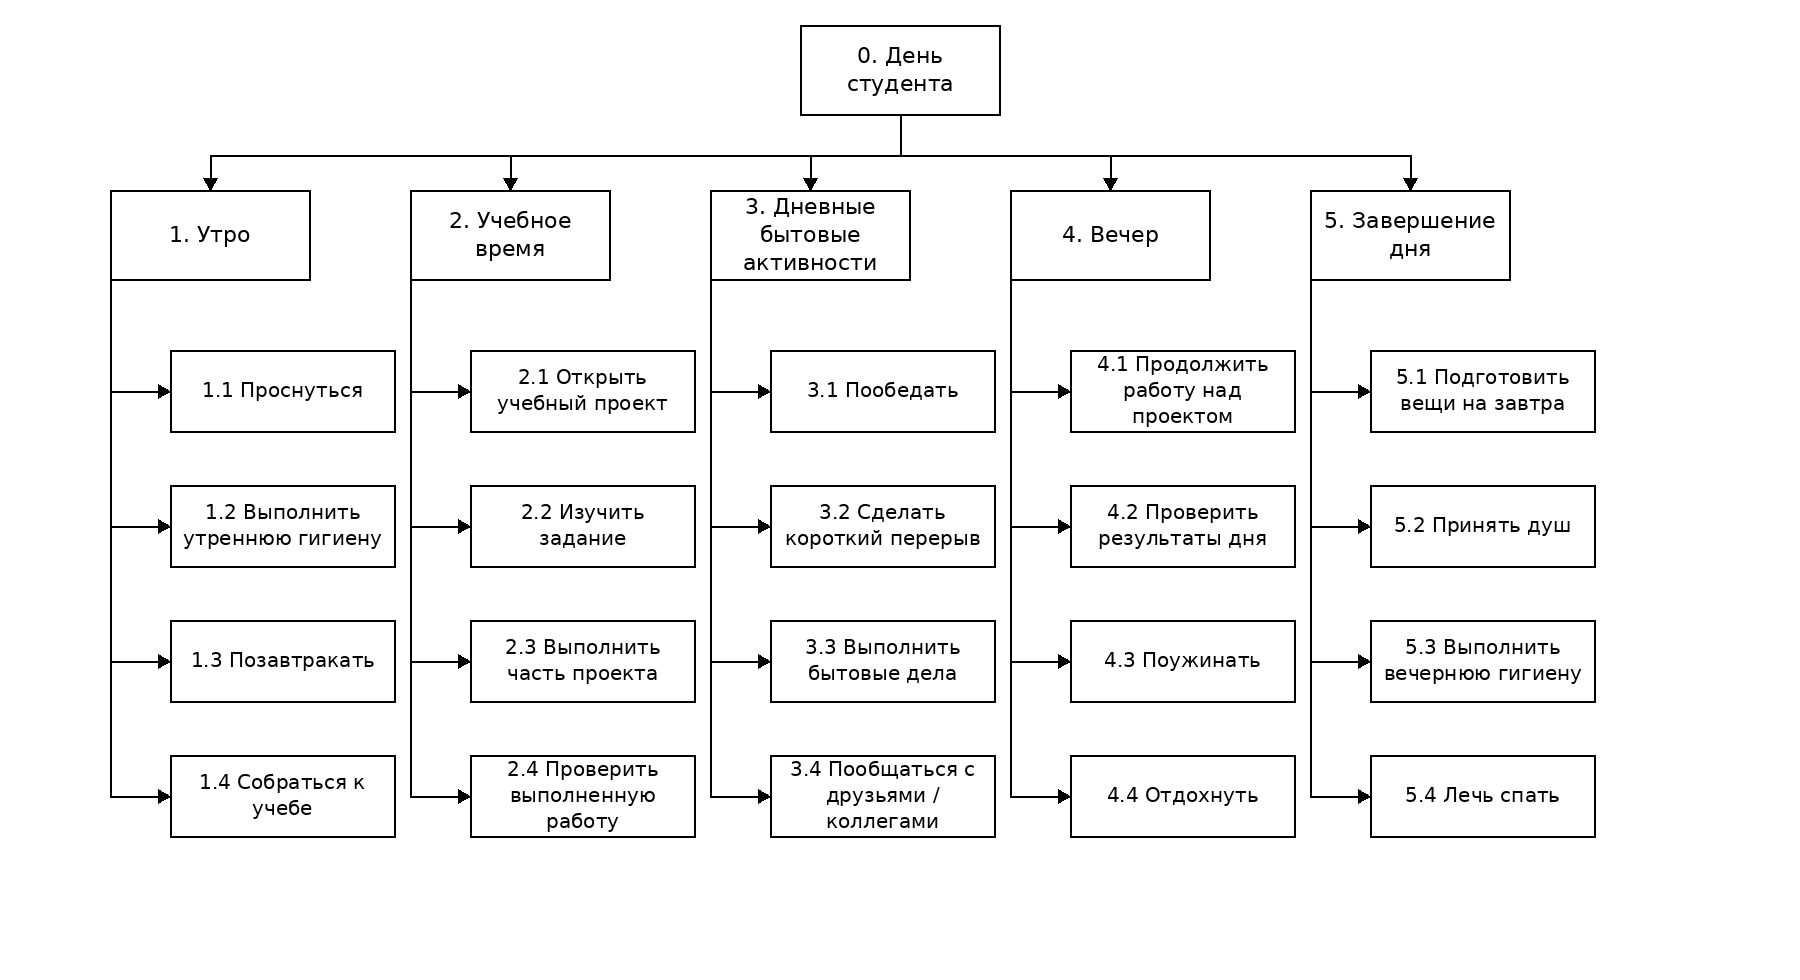 0. День
студента
1. Утро
2. Учебное
время
3. Дневные
бытовые
активности
4. Вечер
5. Завершение
дня
1.1 Проснуться
2.1 Открыть
учебный проект
3.1 Пообедать
4.1 Продолжить
работу над
проектом
5.1 Подготовить
вещи на завтра
1.2 Выполнить
утреннюю гигиену
2.2 Изучить
задание
3.2 Сделать
короткий перерыв
4.2 Проверить
результаты дня
5.2 Принять душ
1.3 Позавтракать
2.3 Выполнить
часть проекта
3.3 Выполнить
бытовые дела
4.3 Поужинать
5.3 Выполнить
вечернюю гигиену
1.4 Собраться к
учебе
2.4 Проверить
выполненную
работу
3.4 Пообщаться с
друзьями /
коллегами
4.4 Отдохнуть
5.4 Лечь спать